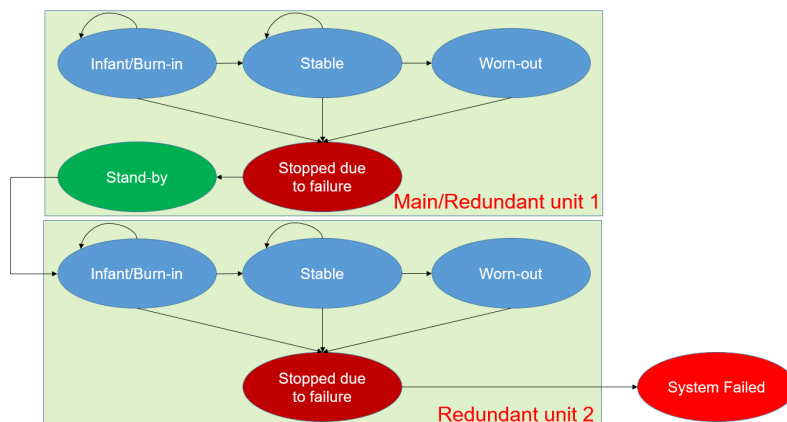 Infant/Burn-in
Stable
Worn-out
Stand-by
Stopped due
to failure
Main/Redundant unit 1
Infant/Burn-in
Stable
Worn-out
Stopped due
to failure
System Failed
Redundant unit 2